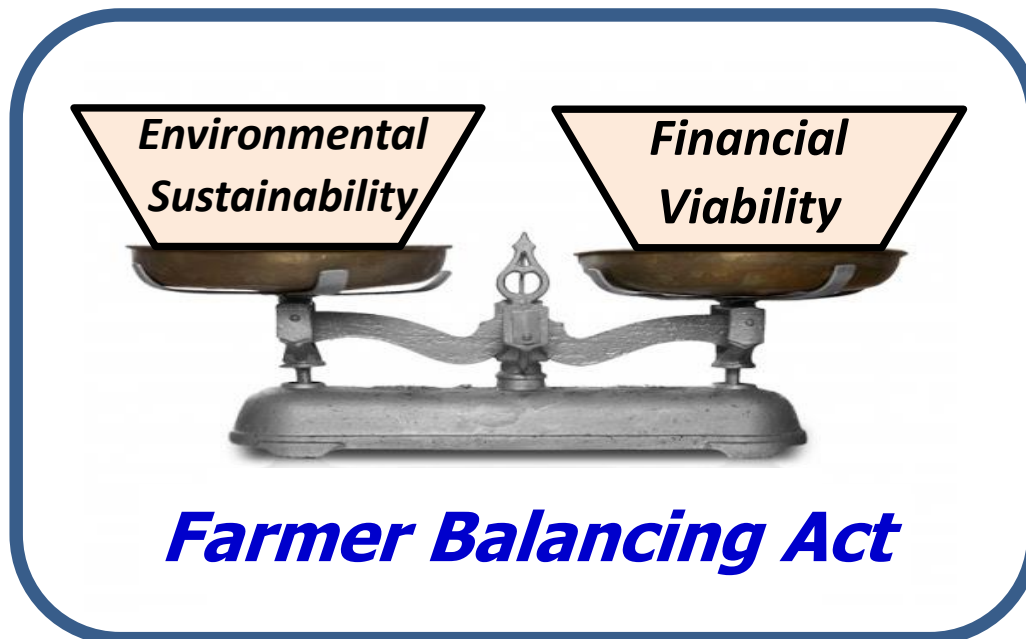 Environmental
Sustainability
Financial
Viability
Farmer Balancing Act